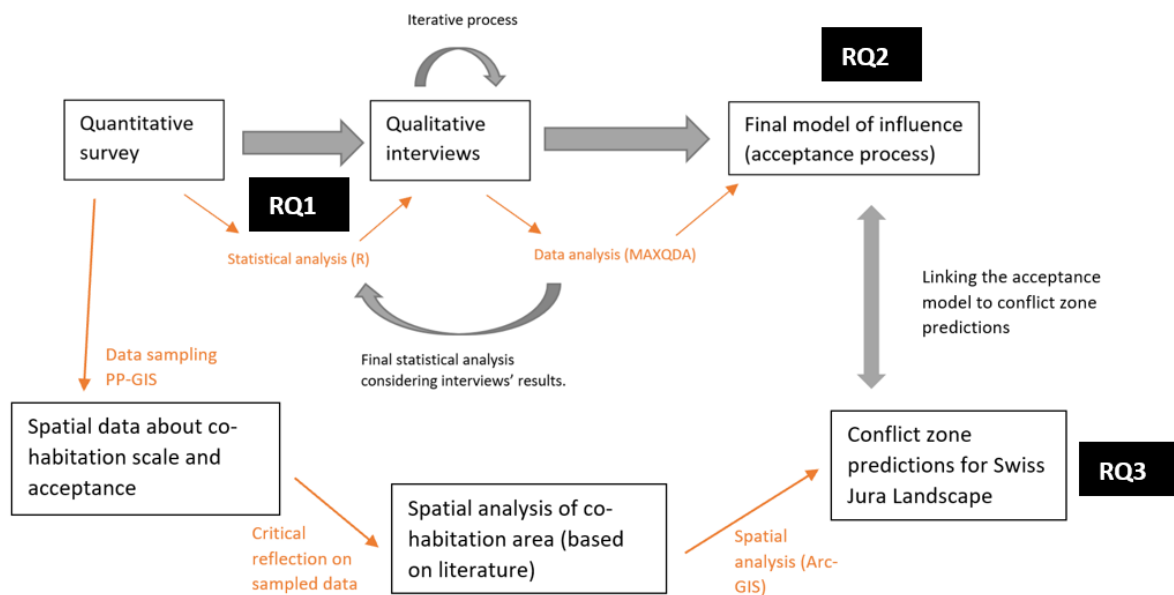 Iterative process
RQ2
Quantitative
survey
Qualitative
interviews
Final model of influence
(acceptance process)
RQ1
Statistical analysis (R)
Data analysis (MAXQDA)
Linking the acceptance
model to conflict zone
predictions
Final statistical analysis
considering interviews’ results.
Data sampling
PP-GIS
Spatial data about co-
habitation scale and
acceptance
Conflict zone
predictions for Swiss
Jura Landscape
RQ3
Critical
reflection on
sampled data
Spatial analysis of co-
habitation area (based
on literature)
Spatial
analysis (Arc-
GIS)